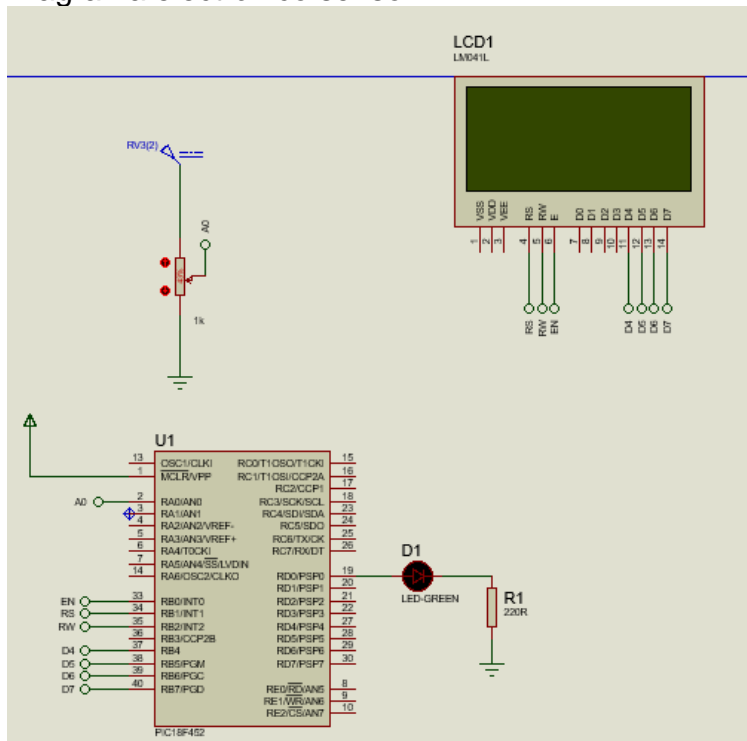 LCD1
LM041L
RV3(2)
A0
1k
VSS
VDD
VEE
RS
RW
E
D0
D1
D2
D3
D4
D5
D6
D7
1
2
3
4
5
6
7
8
9
10
11
12
13
14
RS
RW
EN
D4
D5
D6
D7
U1
13 OSC1/CLKI
1 MCLR/VPP
A0 2 RA0/AN0
3 RA1/AN1
4 RA2/AN2/VREF-
5 RA3/AN3/VREF+
6 RA4/T0CKI
7 RA5/AN4/SS/LVDIN
14 RA6/OSC2/CLKO
EN 33 RB0/INT0
RS 34 RB1/INT1
RW 35 RB2/INT2
36 RB3/CCP2B
D4 37 RB4
D5 38 RB5/PGM
D6 39 RB6/PGC
D7 40 RB7/PGD
RC0/T1OSO/T1CKI 15
RC1/T1OSI/CCP2A 16
RC2/CCP1 17
RC3/SCK/SCL 18
RC4/SDI/SDA 23
RC5/SDO 24
RC6/TX/CK 25
RC7/RX/DT 26
RD0/PSP0 19
RD1/PSP1 20
RD2/PSP2 21
RD3/PSP3 22
RD4/PSP4 27
RD5/PSP5 28
RD6/PSP6 29
RD7/PSP7 30
RE0/RD/AN5 8
RE1/WR/AN6 9
RE2/CS/AN7 10
PIC18F452
D1
LED-GREEN
R1
220R